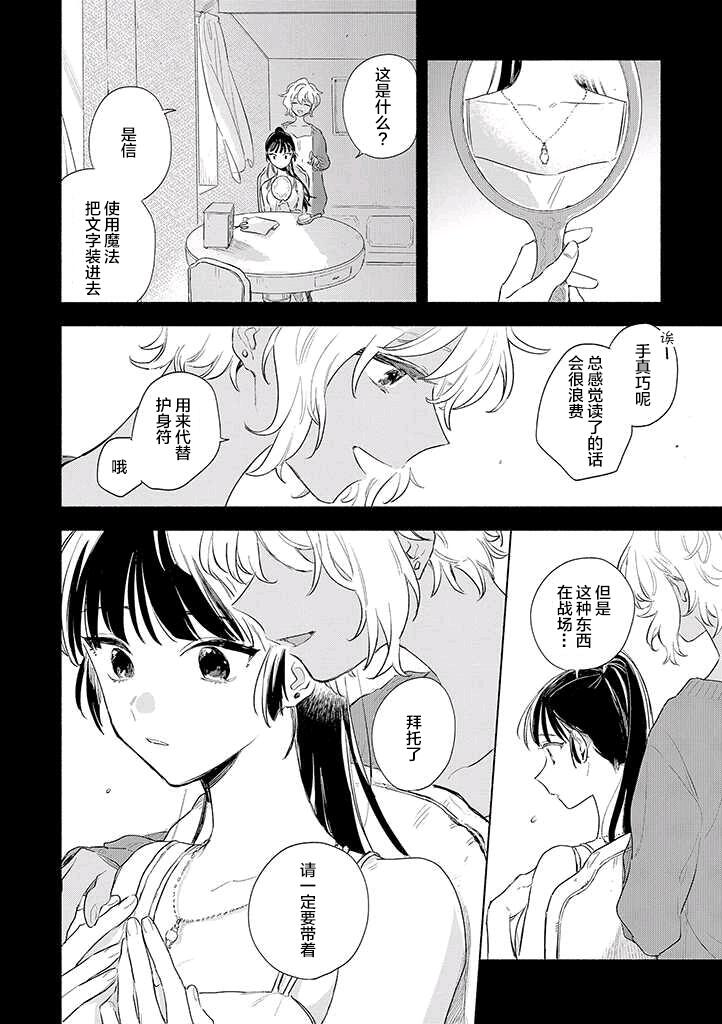 这是什么？
是信
使用魔法
把文字装进去
诶ー
手真巧呢
总感觉读了的话
会很浪费
用来代替
护身符
哦
但是
这种东西
在战场…
拜托了
请一定要带着